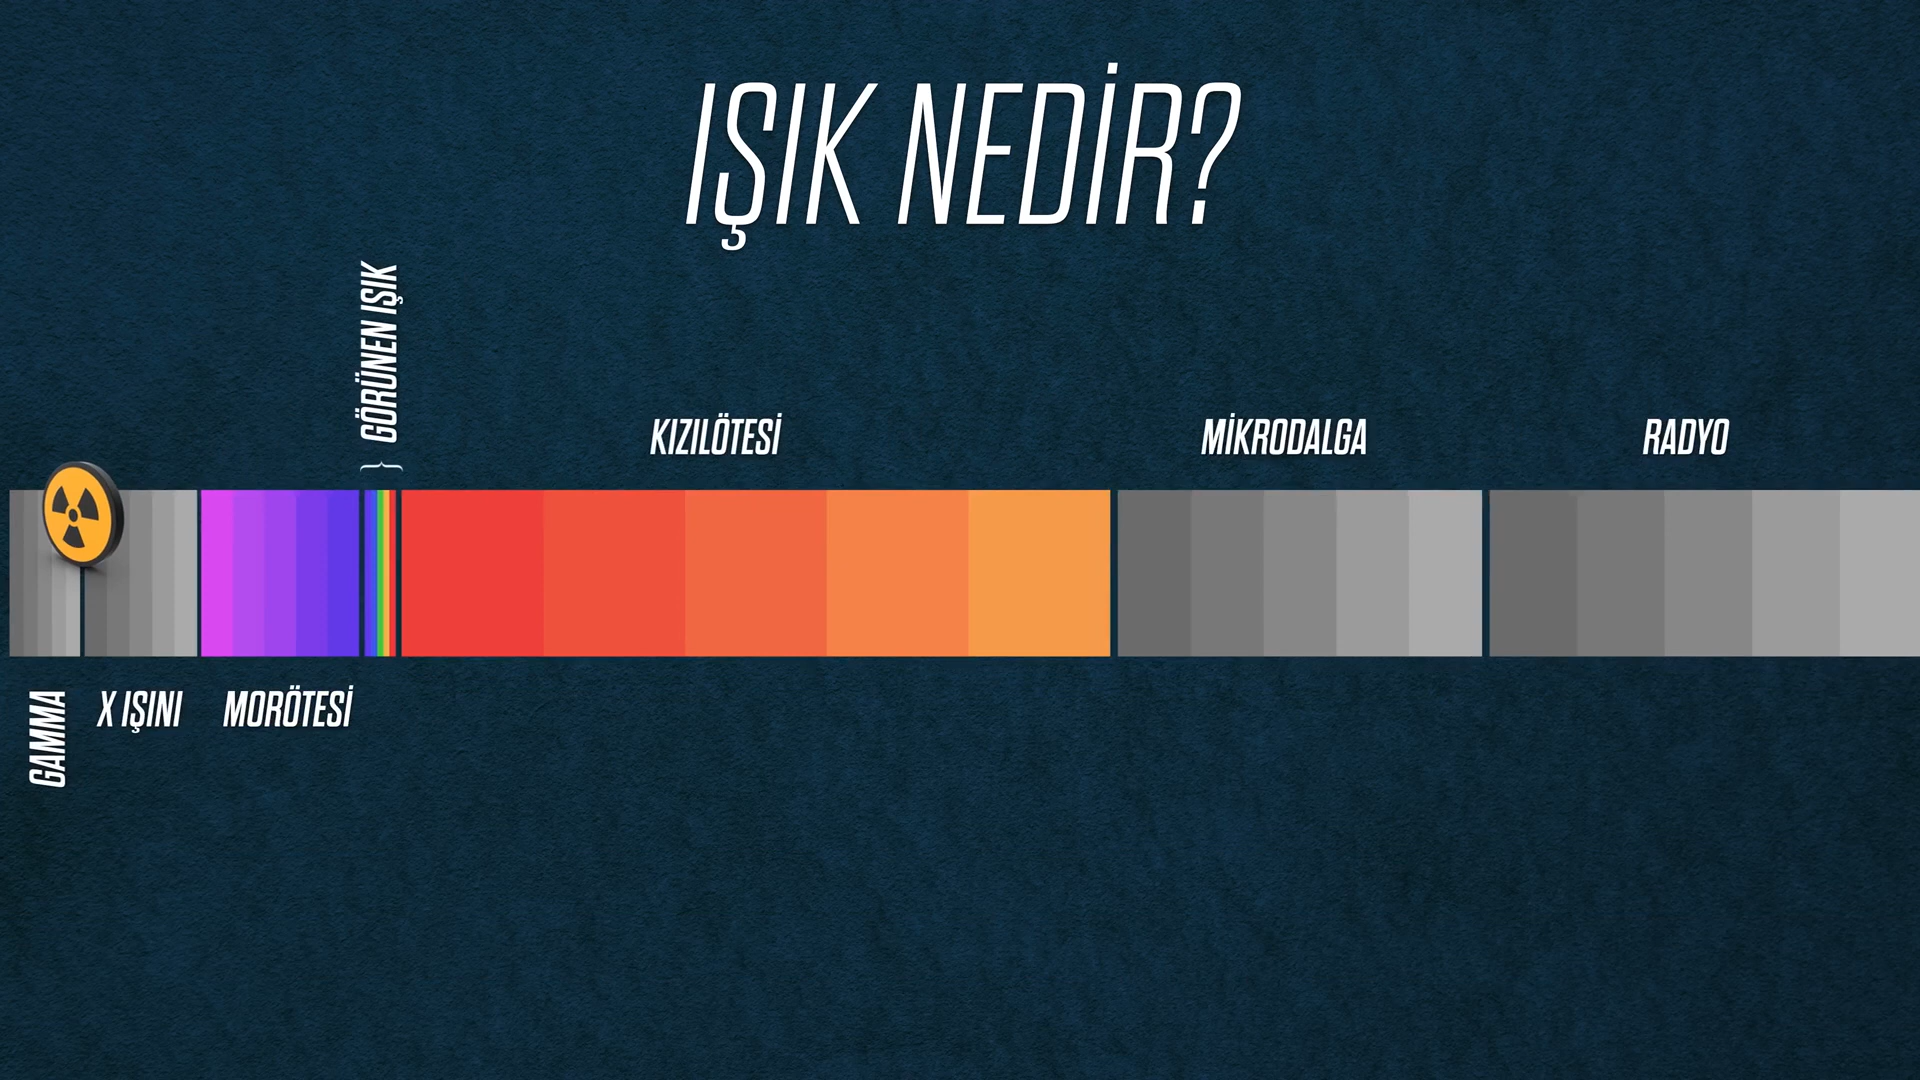 IŞIK NEDİR?
GÖRÜNEN IŞIK
KIZILÖTESİ
MİKRODALGA
RADYO
GAMMA
X IŞINI
MORÖTESİ